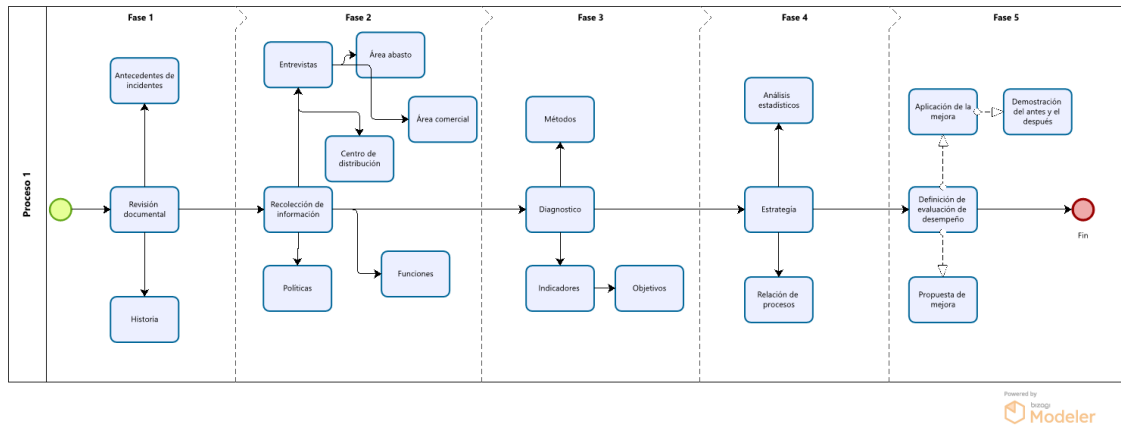 Fase 1
Fase 2
Fase 3
Fase 4
Fase 5
Proceso 1
Antecedentes de
incidentes
Revisión
documental
Historia
Entrevistas
Área abasto
Área comercial
Centro de
distribución
Recolección de
información
Políticas
Funciones
Métodos
Diagnostico
Indicadores
Objetivos
Análisis
estadísticos
Estrategia
Relación de
procesos
Aplicación de la
mejora
Demostración
del antes y el
después
Definición de
evaluación de
desempeño
Propuesta de
mejora
Fin
Powered by
bizagi
Modeler